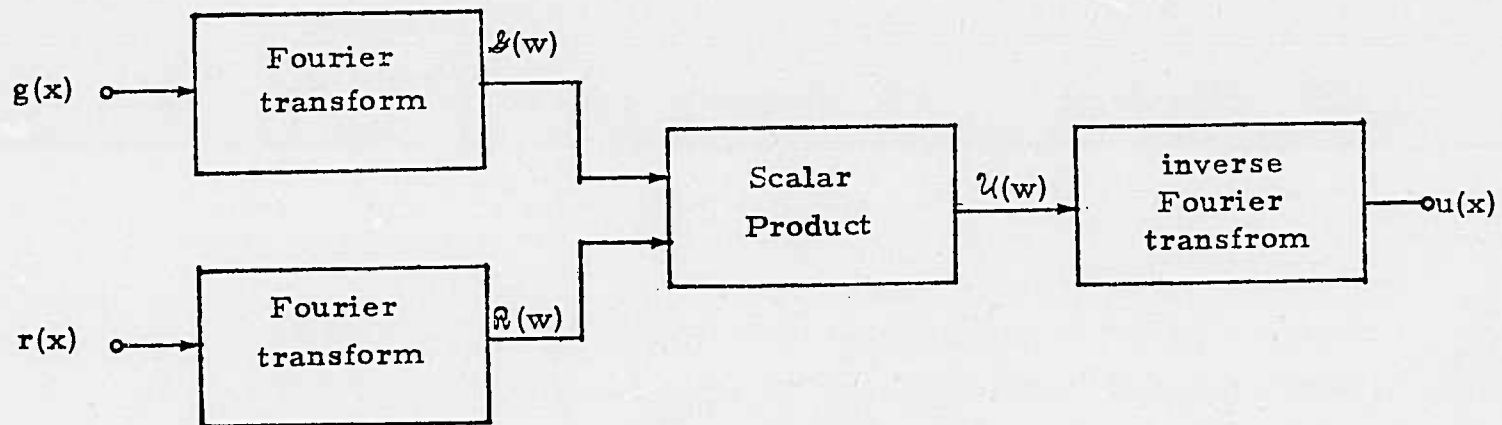 g(x)
Fourier
transform
𝒢(w)
r(x)
Fourier
transform
ℛ(w)
Scalar
Product
𝒰(w)
inverse
Fourier
transfrom
u(x)